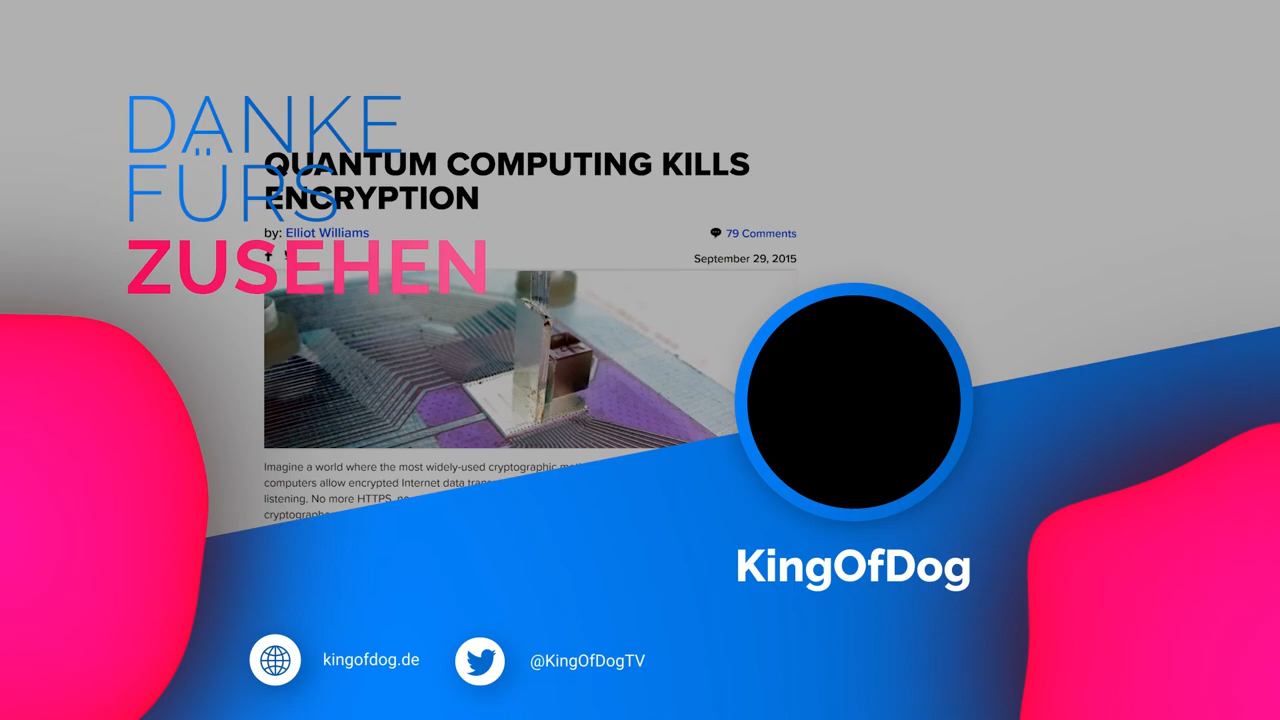 DANKE
FÜRS
ZUSEHEN
QUANTUM COMPUTING KILLS
ENCRYPTION
by: Elliot Williams
79 Comments
September 29, 2015
Imagine a world where the most widely-used cryptographic
computers allow encrypted Internet data
listening. No more HTTPS,
KingOfDog
kingofdog.de
@KingOfDogTV